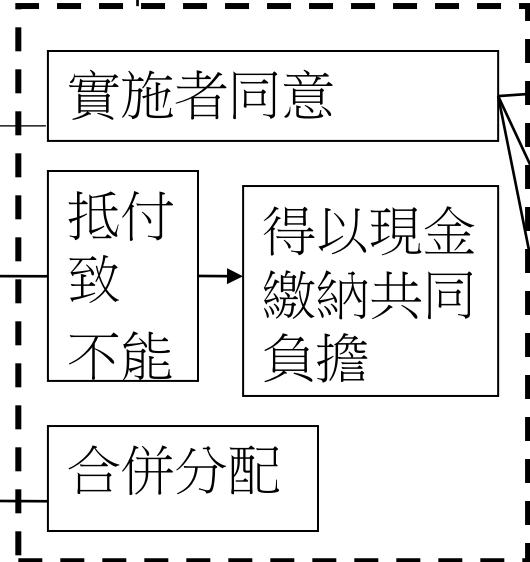 實施者同意
抵付
致
不能
得以現金
繳納共同
負擔
合併分配